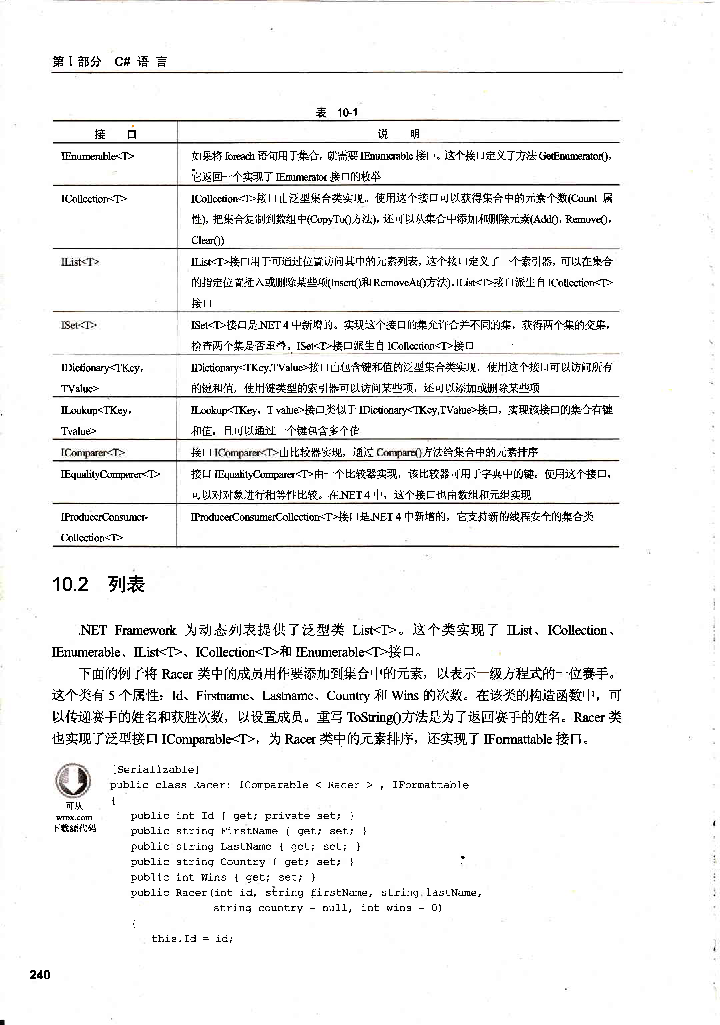 第Ⅰ部分 C# 语 言
表 10-1
接 口 说 明
IEnumerable<T> 如果将 foreach 语句用于集合，就需要 IEnumerable 接口。这个接口定义了方法 GetEnumerator()，
它返回一个实现了 IEnumerator 接口的枚举
ICollection<T> ICollection<T>接口由泛型集合类实现。使用这个接口可以获得集合中的元素个数(Count 属
性)，把集合复制到数组中(CopyTo()方法)，还可以从集合中添加和删除元素(Add()，Remove()，
Clear())
IList<T> IList<T>接口用于可通过位置访问其中的元素列表，这个接口定义了一个索引器，可以在集合
的指定位置插入或删除某些项(Insert()和 RemoveAt()方法)。IList<T>接口派生自 ICollection<T>
接口
ISet<T> ISet<T>接口是.NET 4 中新增的。实现这个接口的集允许合并不同的集，获得两个集的交集，
检查两个集是否重叠。ISet<T>接口派生自 ICollection<T>接口
IDictionary<TKey， IDictionary<TKey,TValue>接口由包含键和值的泛型集合类实现，使用这个接口可以访问所有
TValue> 的键和值，使用键类型的索引器可以访问某些项，还可以添加或删除某些项
ILookup<TKey， ILookup<TKey，Tvalue>接口类似于 IDictionary<TKey,TValue>接口，实现该接口的集合有键
Tvalue> 和值，且可以通过一个键包含多个值
IComparer<T> 接口 IComparer<T>由比较器实现，通过 Compare()方法给集合中的元素排序
IEqualityComparer<T> 接口 IEqualityComparer<T>由一个比较器实现，该比较器可用于字典中的键。使用这个接口，
可以对对象进行相等性比较。在.NET 4 中，这个接口也由数组和元组实现
IProducerConsumer- IProducerConsumerCollection<T>接口是.NET 4 中新增的，它支持新的线程安全的集合类
Collection<T>
10.2 列表
.NET Framework 为动态列表提供了泛型类 List<T>。这个类实现了 IList、ICollection、
IEnumerable、IList<T>、ICollection<T>和 IEnumerable<T>接口。
下面的例子将 Racer 类中的成员用作要添加到集合中的元素，以表示一级方程式的一位赛手。
这个类有 5 个属性：Id、Firstname、Lastname、Country 和 Wins 的次数。在该类的构造函数中，可
以传递赛手的姓名和获胜次数，以设置成员。重写 ToString()方法是为了返回赛手的姓名。Racer 类
也实现了泛型接口 IComparable<T>，为 Racer 类中的元素排序，还实现了 IFormattable 接口。
可从
wrox.com
下载源代码
[Serializable]
public class Racer: IComparable < Racer > , IFormattable
{
public int Id { get; private set; }
public string FirstName { get; set; }
public string LastName { get; set; }
public string Country { get; set; }
public int Wins { get; set; }
public Racer(int id, string firstName, string lastName,
string country = null, int wins = 0)
{
this.Id = id;
240